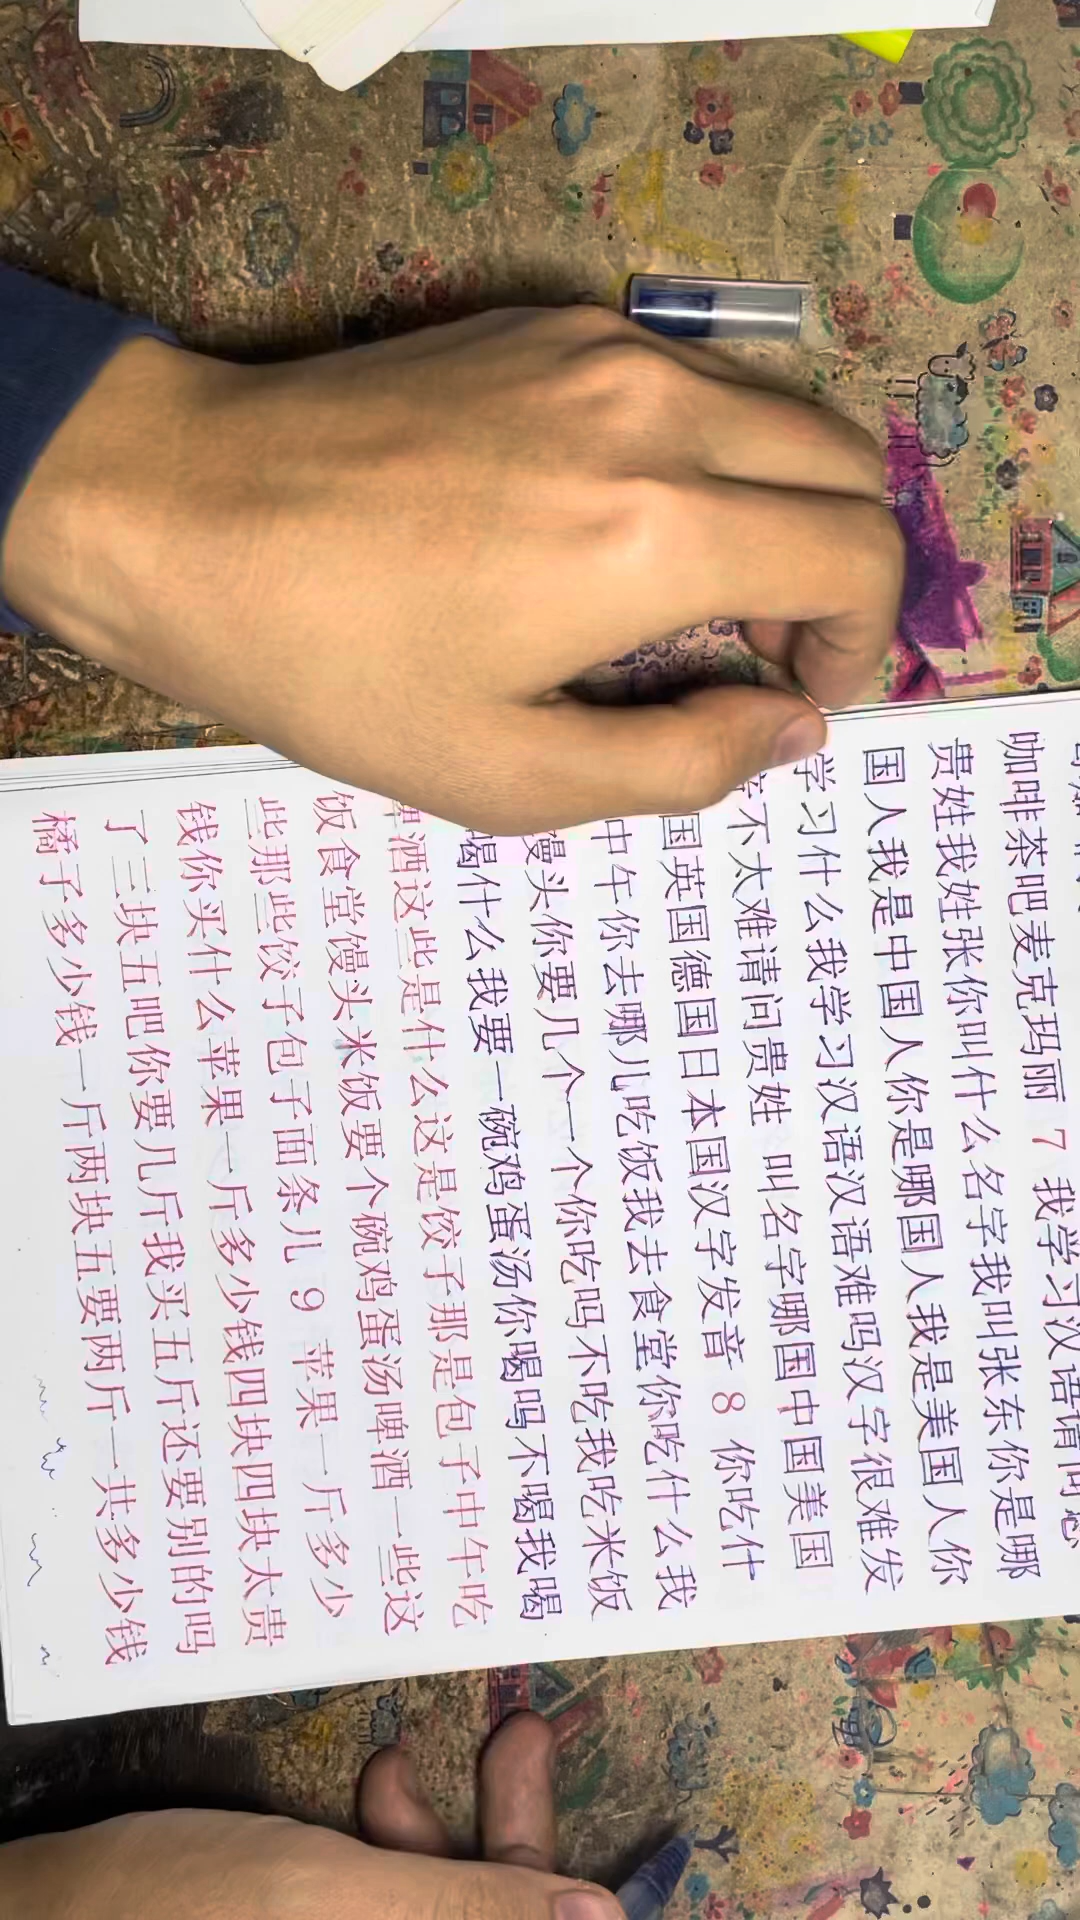 咖啡茶吧麦克玛丽 7 我学习汉语请问您
贵姓我姓张你叫什么名字我叫张东你是哪
国人我是中国人你是哪国人我是美国人你
学习什么我学习汉语汉语难吗汉字很难发
音不太难请问贵姓 叫名字哪国中国美国
国英国德国日本国汉字发音 8 你吃什
中午你去哪儿吃饭我去食堂你吃什么我
馒头你要几个一个你吃吗不吃我吃米饭
喝什么我要一碗鸡蛋汤你喝吗不喝我喝
啤酒这些是什么这是饺子那是包子中午吃
饭食堂馒头米饭要个碗鸡蛋汤啤酒一些这
些那些饺子包子面条儿 9 苹果一斤多少
钱你买什么苹果一斤多少钱四块四块太贵
了三块五吧你要几斤我买五斤还要别的吗
橘子多少钱一斤两块五要两斤一共多少钱